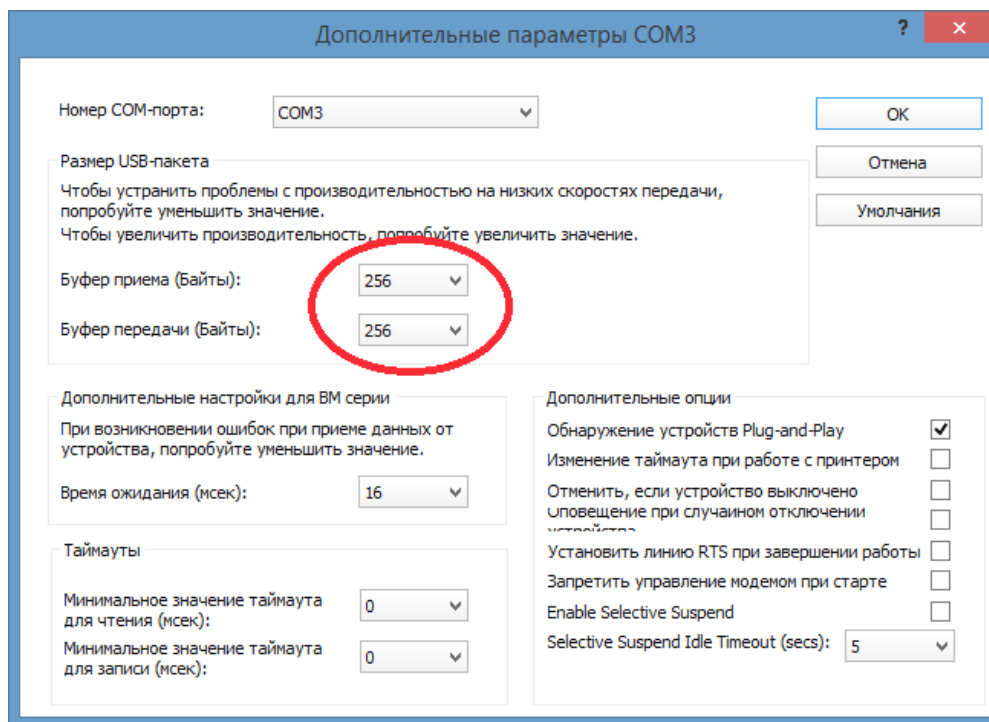 Дополнительные параметры COM3
?
Номер COM-порта:
COM3
OK
Отмена
Умолчания
Размер USB-пакета
Чтобы устранить проблемы с производительностью на низких скоростях передачи,
попробуйте уменьшить значение.
Чтобы увеличить производительность, попробуйте увеличить значение.
Буфер приема (Байты):
256
Буфер передачи (Байты):
256
Дополнительные настройки для BM серии
При возникновении ошибок при приеме данных от
устройства, попробуйте уменьшить значение.
Время ожидания (мсек):
16
Таймауты
Минимальное значение таймаута
для чтения (мсек):
0
Минимальное значение таймаута
для записи (мсек):
0
Дополнительные опции
Обнаружение устройств Plug-and-Play
Изменение таймаута при работе с принтером
Отменить, если устройство выключено
Оповещение при случайном отключении
устройства
Установить линию RTS при завершении работы
Запретить управление модемом при старте
Enable Selective Suspend
Selective Suspend Idle Timeout (secs):
5